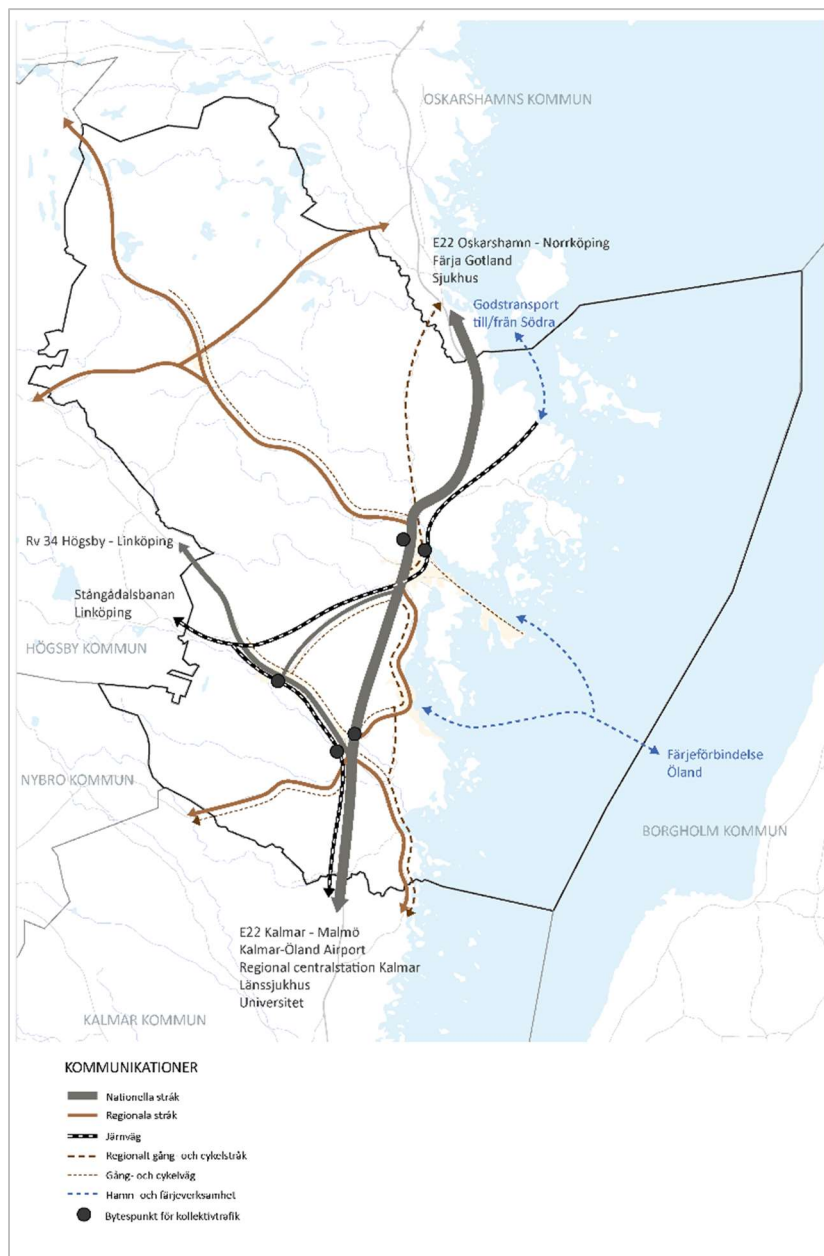 OSKARSHAMNS KOMMUN
E22 Oskarshamn - Norrköping
Färja Gotland
Sjukhus
Godstransport
till/från Södra
Rv 34 Högsby - Linköping
Stångådalsbanan
Linköping
HÖGSBY KOMMUN
Färjeförbindelse
Öland
NYBRO KOMMUN
BORGHOLM KOMMUN
E22 Kalmar - Malmö
Kalmar-Öland Airport
Regional centralstation Kalmar
Länssjukhus
Universitet
KALMAR KOMMUN
KOMMUNIKATIONER
Nationella stråk
Regionala stråk
Järnväg
Regionalt gång- och cykelstråk
Gång- och cykelväg
Hamn- och färjeverksamhet
Bytespunkt för kollektivtrafik